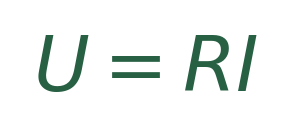 U = RI